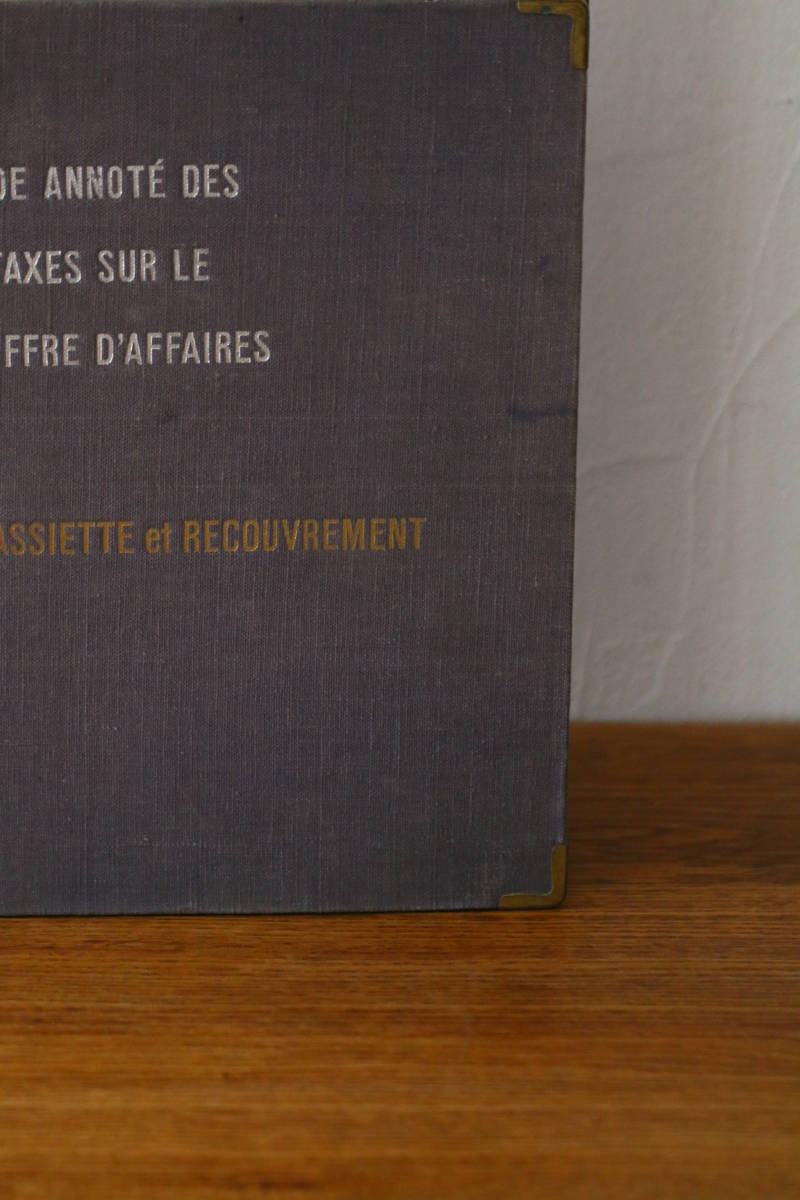 DE ANNOTÉ DES
TAXES SUR LE
FFRE D'AFFAIRES
ASSIETTE et RECOUVREMENT